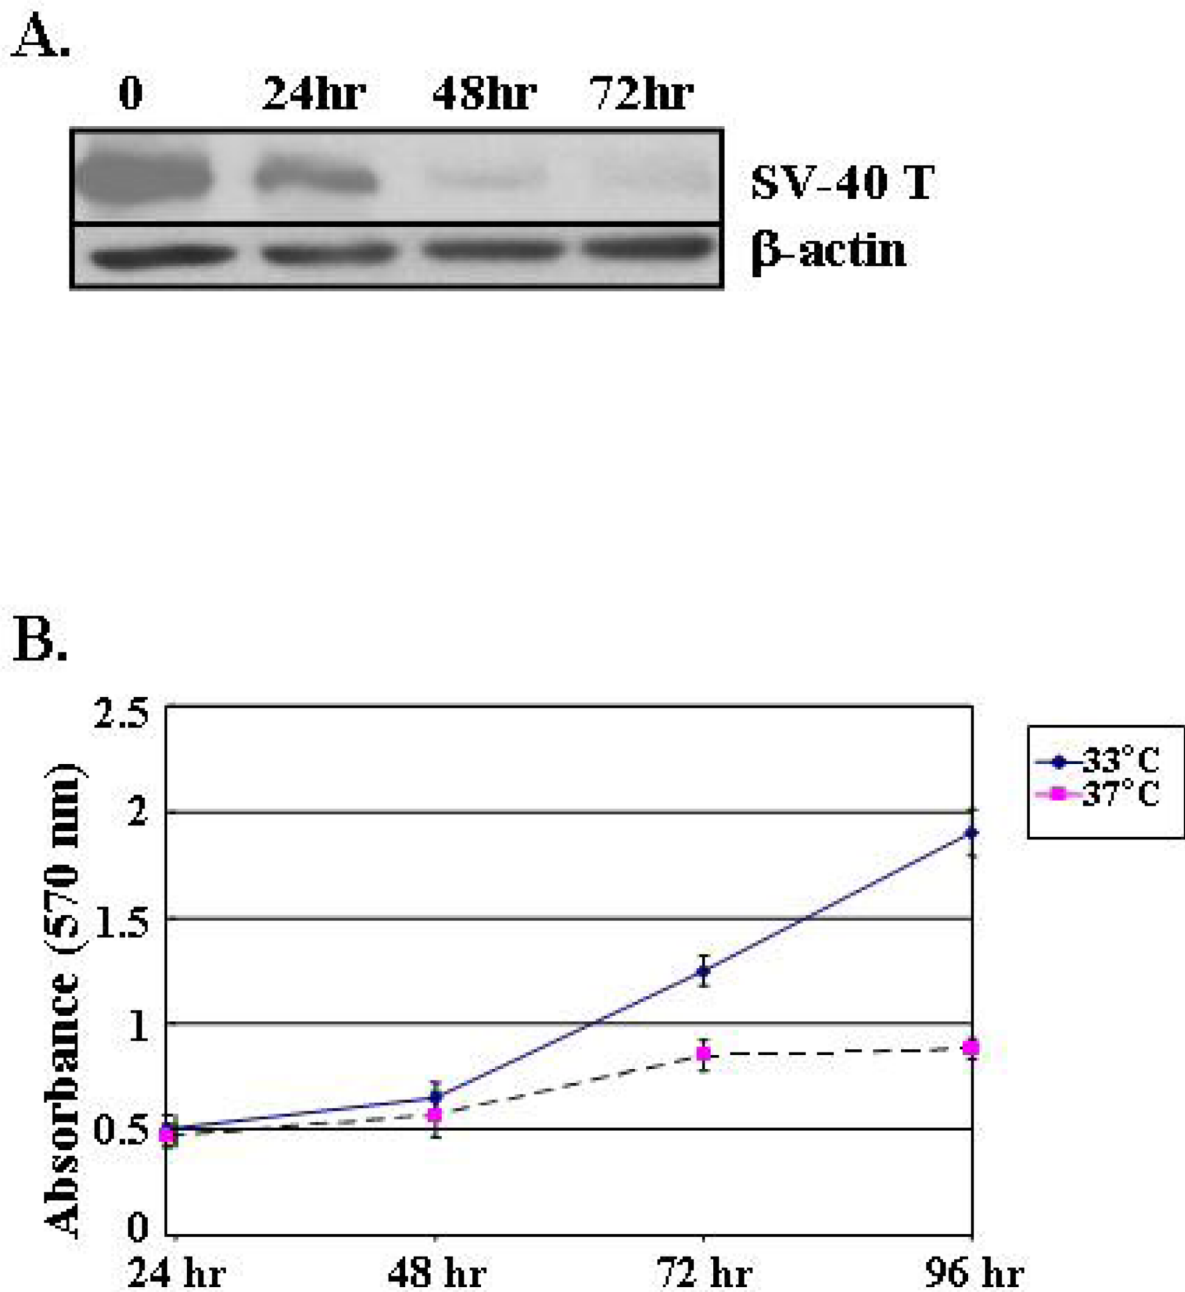 A.
0 24hr 48hr 72hr
SV-40 T
β-actin
B.
2.5
2
1.5
1
0.5
0
Absorbance (570 nm)
24 hr 48 hr 72 hr 96 hr
33°C
37°C